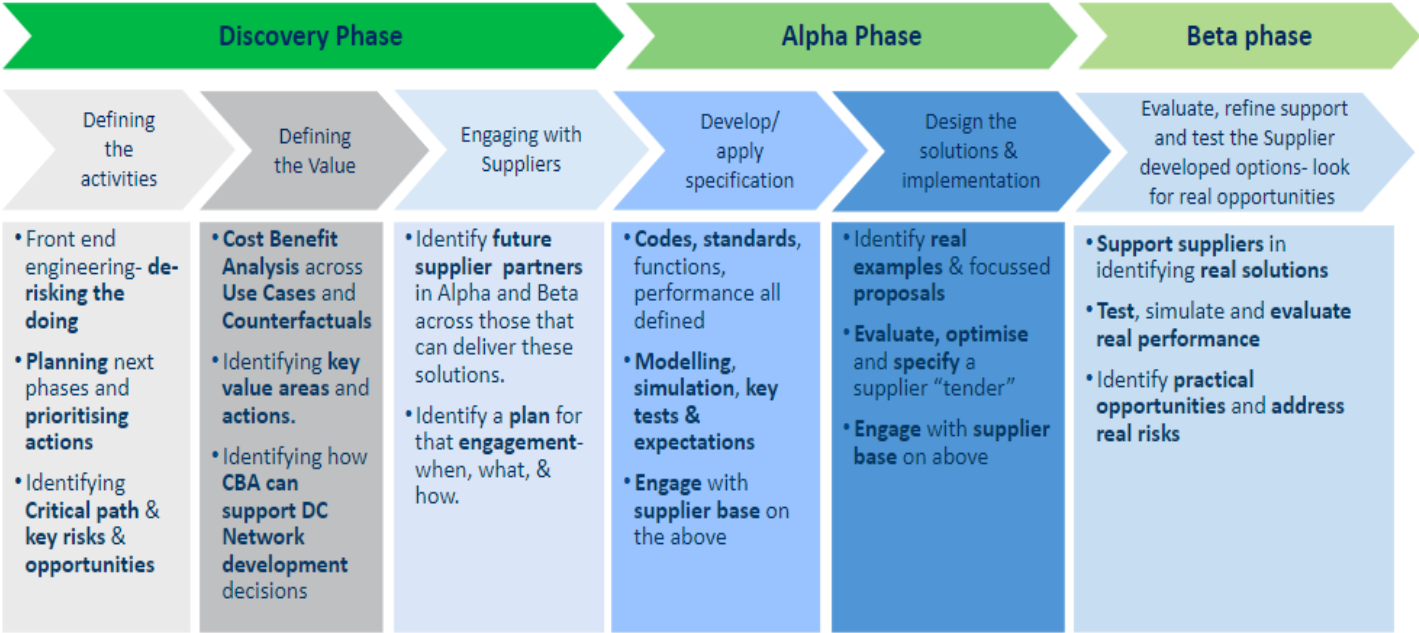 Discovery Phase
Alpha Phase
Beta phase
Defining
the
activities
Defining
the Value
Engaging with
Suppliers
Develop/
apply
specification
Design the
solutions &
implementation
Evaluate, refine support
and test the Supplier
developed options- look
for real opportunities
• Front end
engineering- de-
risking the
doing
• Planning next
phases and
prioritising
actions
• Identifying
Critical path &
key risks &
opportunities
• Cost Benefit
Analysis across
Use Cases and
Counterfactuals
• Identifying key
value areas and
actions.
• Identifying how
CBA can
support DC
Network
development
decisions
• Identify future
supplier partners
in Alpha and Beta
across those that
can deliver these
solutions.
• Identify a plan for
that engagement-
when, what, &
how.
• Codes, standards,
functions,
performance all
defined
• Modelling,
simulation, key
tests &
expectations
• Engage with
supplier base on
the above
• Identify real
examples & focussed
proposals
• Evaluate, optimise
and specify a
supplier “tender”
• Engage with supplier
base on above
• Support suppliers in
identifying real solutions
• Test, simulate and evaluate
real performance
• Identify practical
opportunities and address
real risks